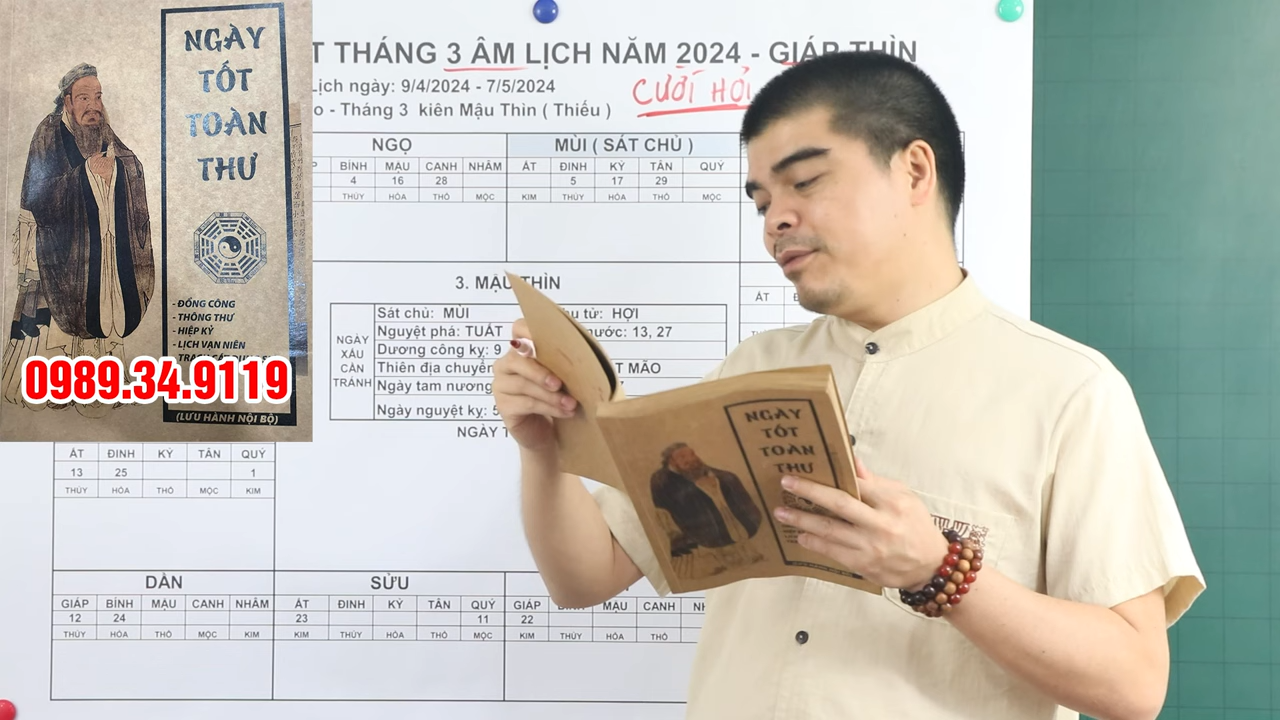 NGÀY
TỐT
TOÀN
THƯ
- ĐỔNG CÔNG
- THÔNG THƯ
- HIỆP KỶ
- LỊCH VẠN NIÊN
0989.34.9119
(LƯU HÀNH NỘI BỘ)
T THÁNG 3 ÂM LỊCH NĂM 2024 - GIÁP THÌN
Lịch ngày: 9/4/2024 - 7/5/2024
CƯỚI HỎI
o - Tháng 3 kiên Mậu Thìn ( Thiếu )
NGỌ
MÙI ( SÁT CHỦ )
BÍNH MẬU CANH NHÂM
ẤT ĐINH KỶ TÂN QUÝ
4 16 28
5 17 29
THỦY HỎA THỔ MỘC
KIM THỦY HỎA THỔ MỘC
3. MẬU THÌN
NGÀY XẤU CẦN TRÁNH
Sát chủ: MÙI
HỢI
Nguyệt phá: TUẤT
13, 27
Dương công kỵ: 9
Thiên địa chuyển
ẤT MÃO
Ngày tam nương
Ngày nguyệt kỵ: 5
NGÀY T
ẤT
ẤT ĐINH KỶ TÂN QUÝ
13 25 1
THỦY HỎA THỔ MỘC KIM
DẦN
SỬU
GIÁP BÍNH MẬU CANH NHÂM
ẤT ĐINH KỶ TÂN QUÝ
GIÁP BÍNH MẬU CANH
12 24
23 11
22
THỦY HỎA THỔ MỘC KIM
KIM THỦY HỎA THỔ MỘC
KIM THỦY HỎA THỔ
NGÀY
TỐT
TOÀN
THƯ